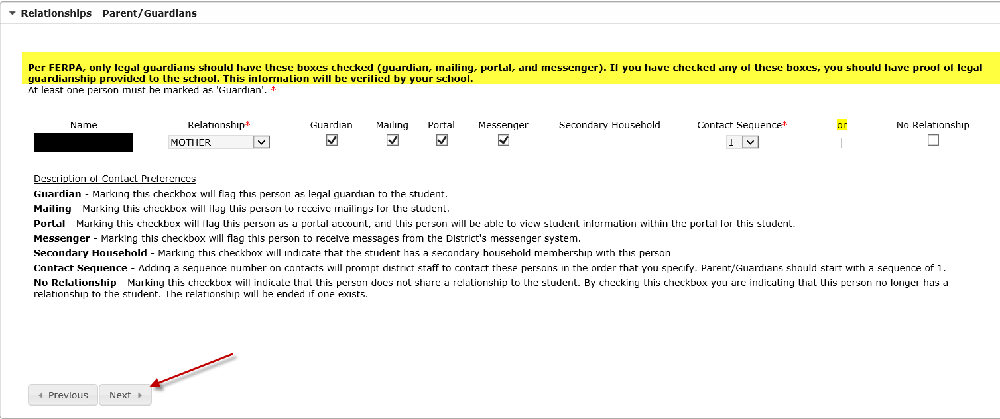 Relationships - Parent/Guardians
Per FERPA, only legal guardians should have these boxes checked (guardian, mailing, portal, and messenger). If you have checked any of these boxes, you should have proof of legal
guardianship provided to the school. This information will be verified by your school.
At least one person must be marked as 'Guardian'. *
Name Relationship* Guardian Mailing Portal Messenger Secondary Household Contact Sequence* or No Relationship
MOTHER 1 |
Description of Contact Preferences
Guardian - Marking this checkbox will flag this person as legal guardian to the student.
Mailing - Marking this checkbox will flag this person to receive mailings for the student.
Portal - Marking this checkbox will flag this person as a portal account, and this person will be able to view student information within the portal for this student.
Messenger - Marking this checkbox will flag this person to receive messages from the District's messenger system.
Secondary Household - Marking this checkbox will indicate that the student has a secondary household membership with this person
Contact Sequence - Adding a sequence number on contacts will prompt district staff to contact these persons in the order that you specify. Parent/Guardians should start with a sequence of 1.
No Relationship - Marking this checkbox will indicate that this person does not share a relationship to the student. By checking this checkbox you are indicating that this person no longer has a
relationship to the student. The relationship will be ended if one exists.
Previous Next